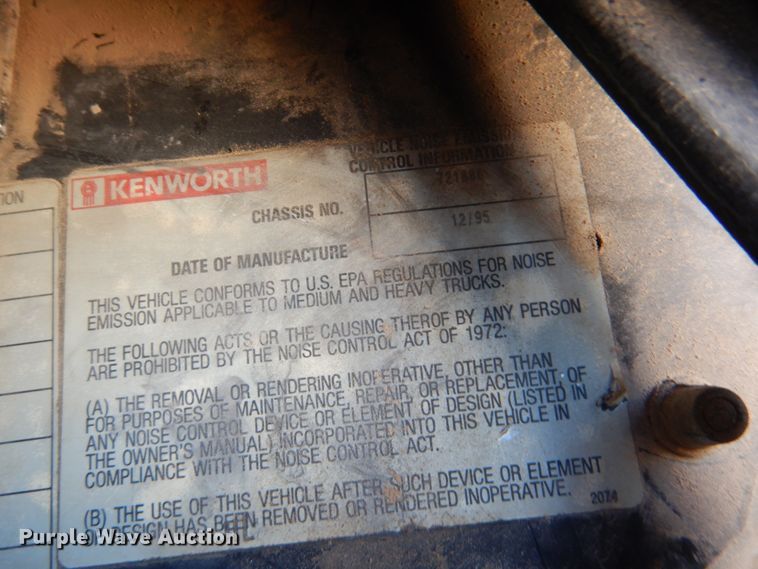 TION
KENWORTH
VEHICLE NOISE EMISSION
CONTROL INFORMATION
CHASSIS NO.
12/95
DATE OF MANUFACTURE
THIS VEHICLE CONFORMS TO U.S. EPA REGULATIONS FOR NOISE
EMISSION APPLICABLE TO MEDIUM AND HEAVY TRUCKS.
THE FOLLOWING ACTS OR THE CAUSING THEROF BY ANY PERSON
ARE PROHIBITED BY THE NOISE CONTROL ACT OF 1972:
(A) THE REMOVAL OR RENDERING INOPERATIVE, OTHER THAN
FOR PURPOSES OF MAINTENANCE, REPAIR, OR REPLACEMENT, OF
ANY NOISE CONTROL DEVICE OR ELEMENT OF DESIGN (LISTED IN
THE OWNER'S MANUAL) INCORPORATED INTO THIS VEHICLE IN
COMPLIANCE WITH THE NOISE CONTROL ACT.
(B) THE USE OF THIS VEHICLE AFTER SUCH DEVICE OR ELEMENT
OF DESIGN HAS BEEN REMOVED OR RENDERED INOPERATIVE.
2074
Purple Wave Auction